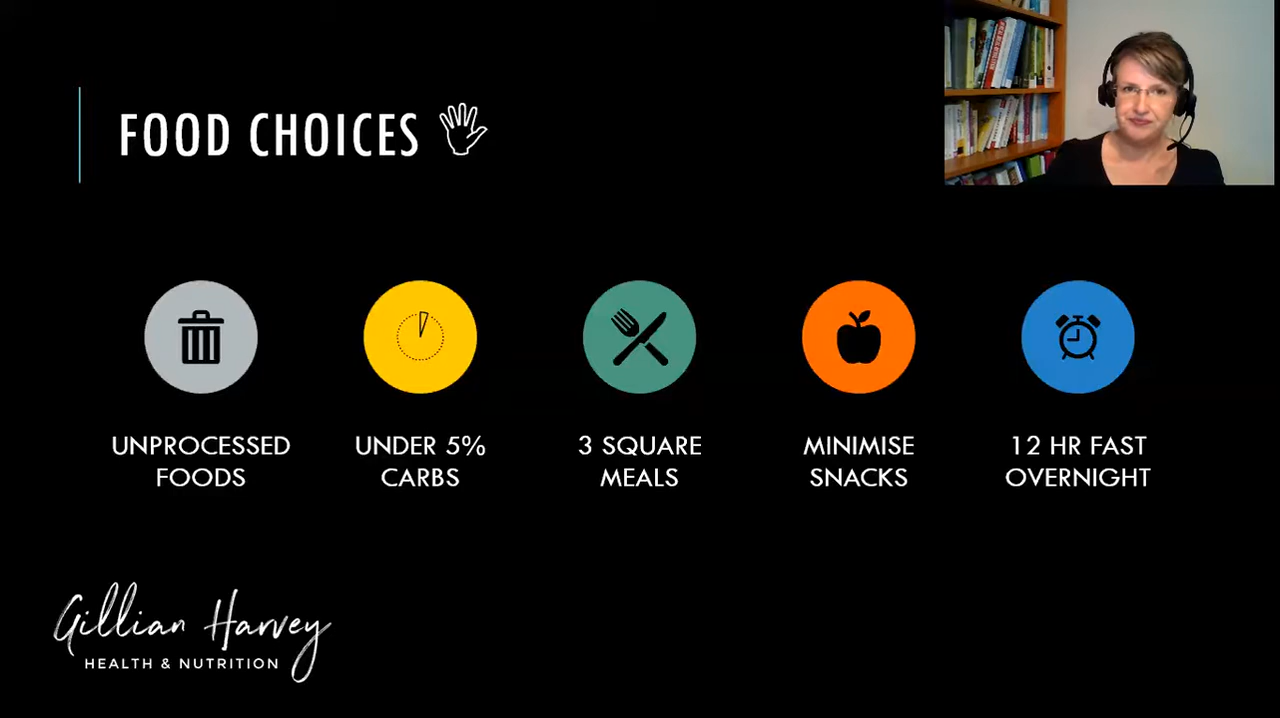 FOOD CHOICES
UNPROCESSED
FOODS
UNDER 5%
CARBS
3 SQUARE
MEALS
MINIMISE
SNACKS
12 HR FAST
OVERNIGHT
Gillian Harvey
HEALTH & NUTRITION